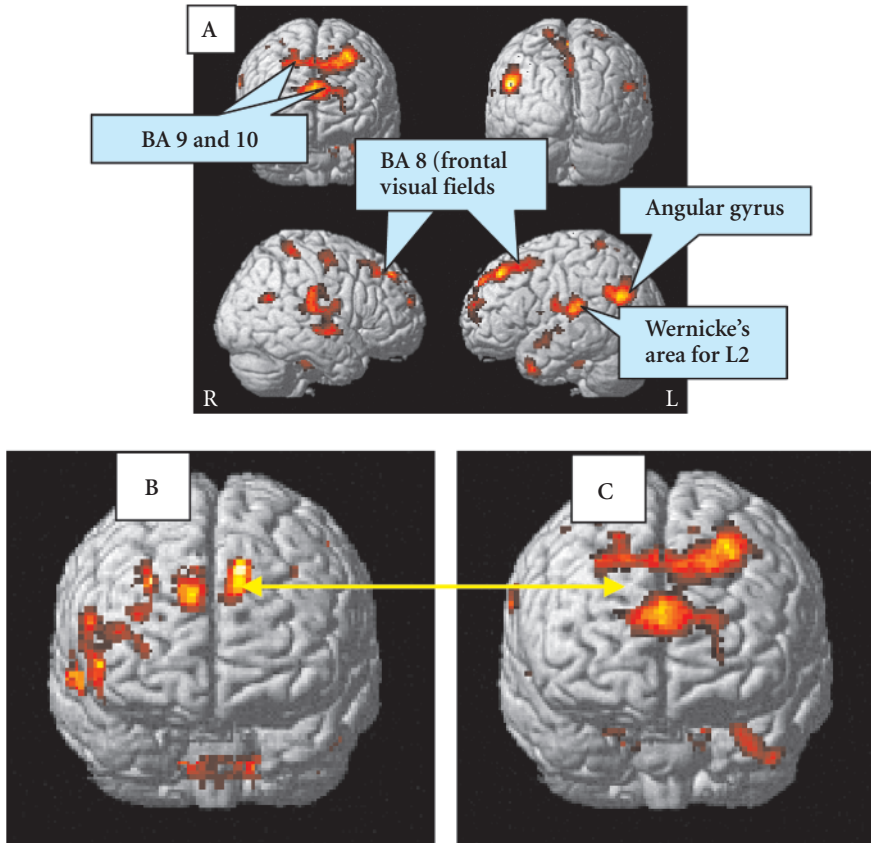 A
BA 9 and 10
BA 8 (frontal
visual fields
Angular gyrus
Wernicke's
area for L2
R
L
B
C